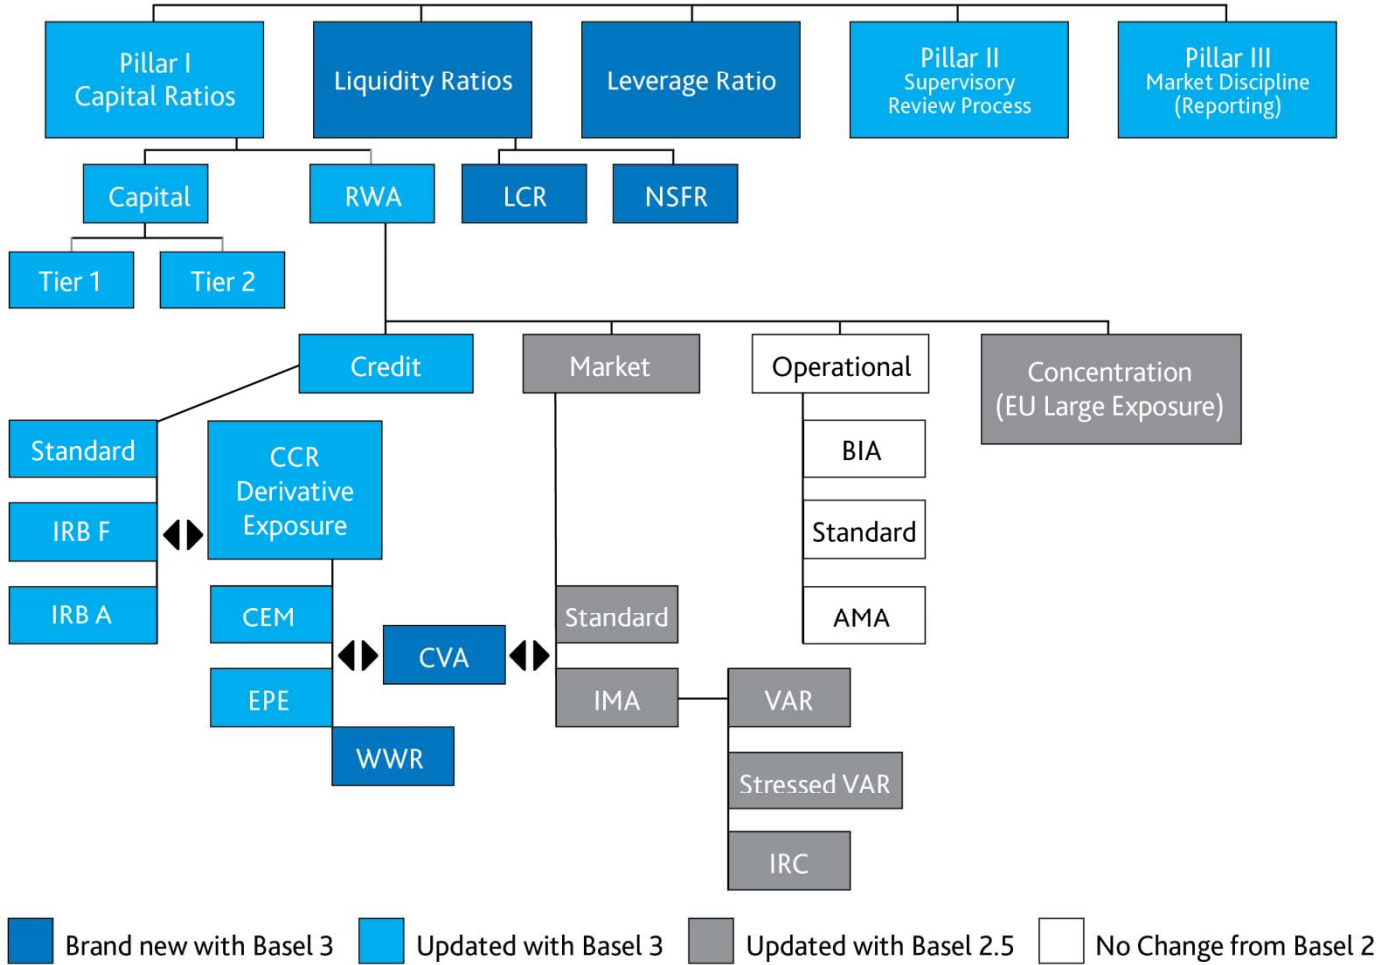 Pillar I
Capital Ratios
Liquidity Ratios
Leverage Ratio
Pillar II
Supervisory
Review Process
Pillar III
Market Discipline
(Reporting)
Capital
RWA
LCR
NSFR
Tier 1
Tier 2
Credit
Market
Operational
Concentration
(EU Large Exposure)
Standard
IRB F
IRB A
CCR
Derivative
Exposure
CEM
EPE
WWR
CVA
Standard
IMA
VAR
Stressed VAR
IRC
BIA
Standard
AMA
Brand new with Basel 3
Updated with Basel 3
Updated with Basel 2.5
No Change from Basel 2